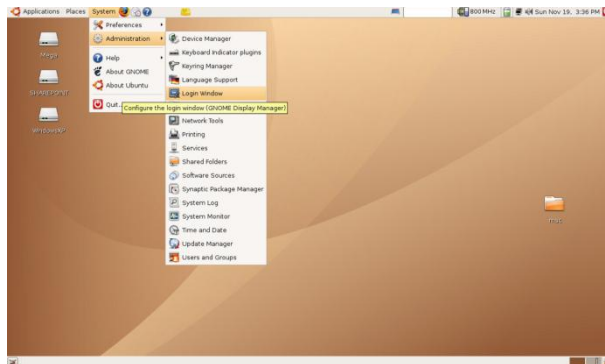 Applications Places System
800 MHz Sun Nov 19, 3:36 PM
Preferences
Administration
Help
About GNOME
About Ubuntu
Quit...
Device Manager
Keyboard Indicator plugins
Keyring Manager
Language Support
Login Window
Configure the login window (GNOME Display Manager)
Network Tools
Printing
Services
Shared Folders
Software Sources
Synaptic Package Manager
System Log
System Monitor
Time and Date
Update Manager
Users and Groups
WindowsXP